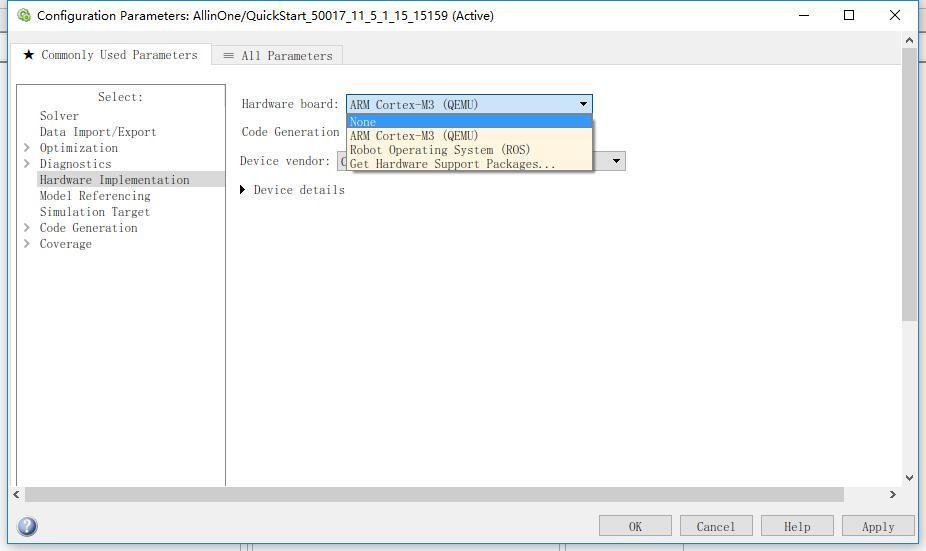 Configuration Parameters: AllinOne/QuickStart_50017_11_5_1_15_15159 (Active)
★ Commonly Used Parameters
All Parameters
Select:
Solver
Data Import/Export
Optimization
Diagnostics
Hardware Implementation
Model Referencing
Simulation Target
Code Generation
Coverage
Hardware board: ARM Cortex-M3 (QEMU)
None
ARM Cortex-M3 (QEMU)
Robot Operating System (ROS)
Get Hardware Support Packages...
Code Generation
Device vendor:
Device details
?
OK
Cancel
Help
Apply